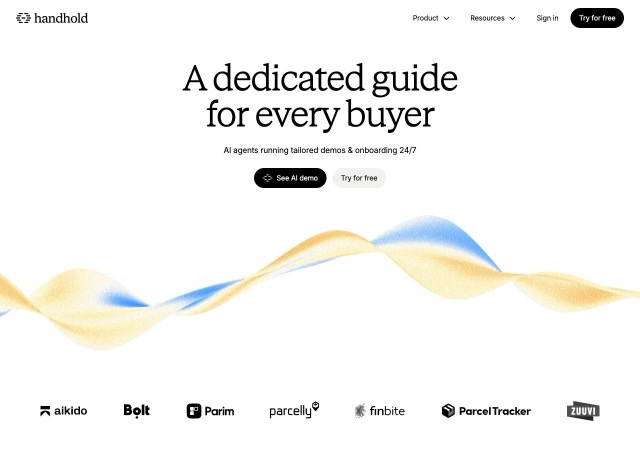 handhold
Product
Resources
Sign in
Try for free
A dedicated guide
for every buyer
AI agents running tailored demos & onboarding 24/7
See AI demo
Try for free
aikido
Bolt
Parim
parcelly
finbite
ParcelTracker
ZUUVI